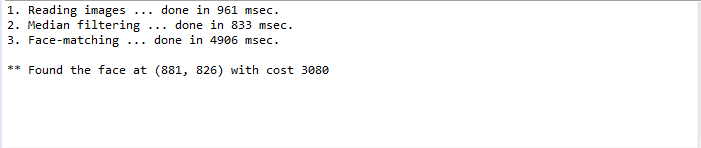 1. Reading images ... done in 961 msec.
2. Median filtering ... done in 833 msec.
3. Face-matching ... done in 4906 msec.
** Found the face at (881, 826) with cost 3080